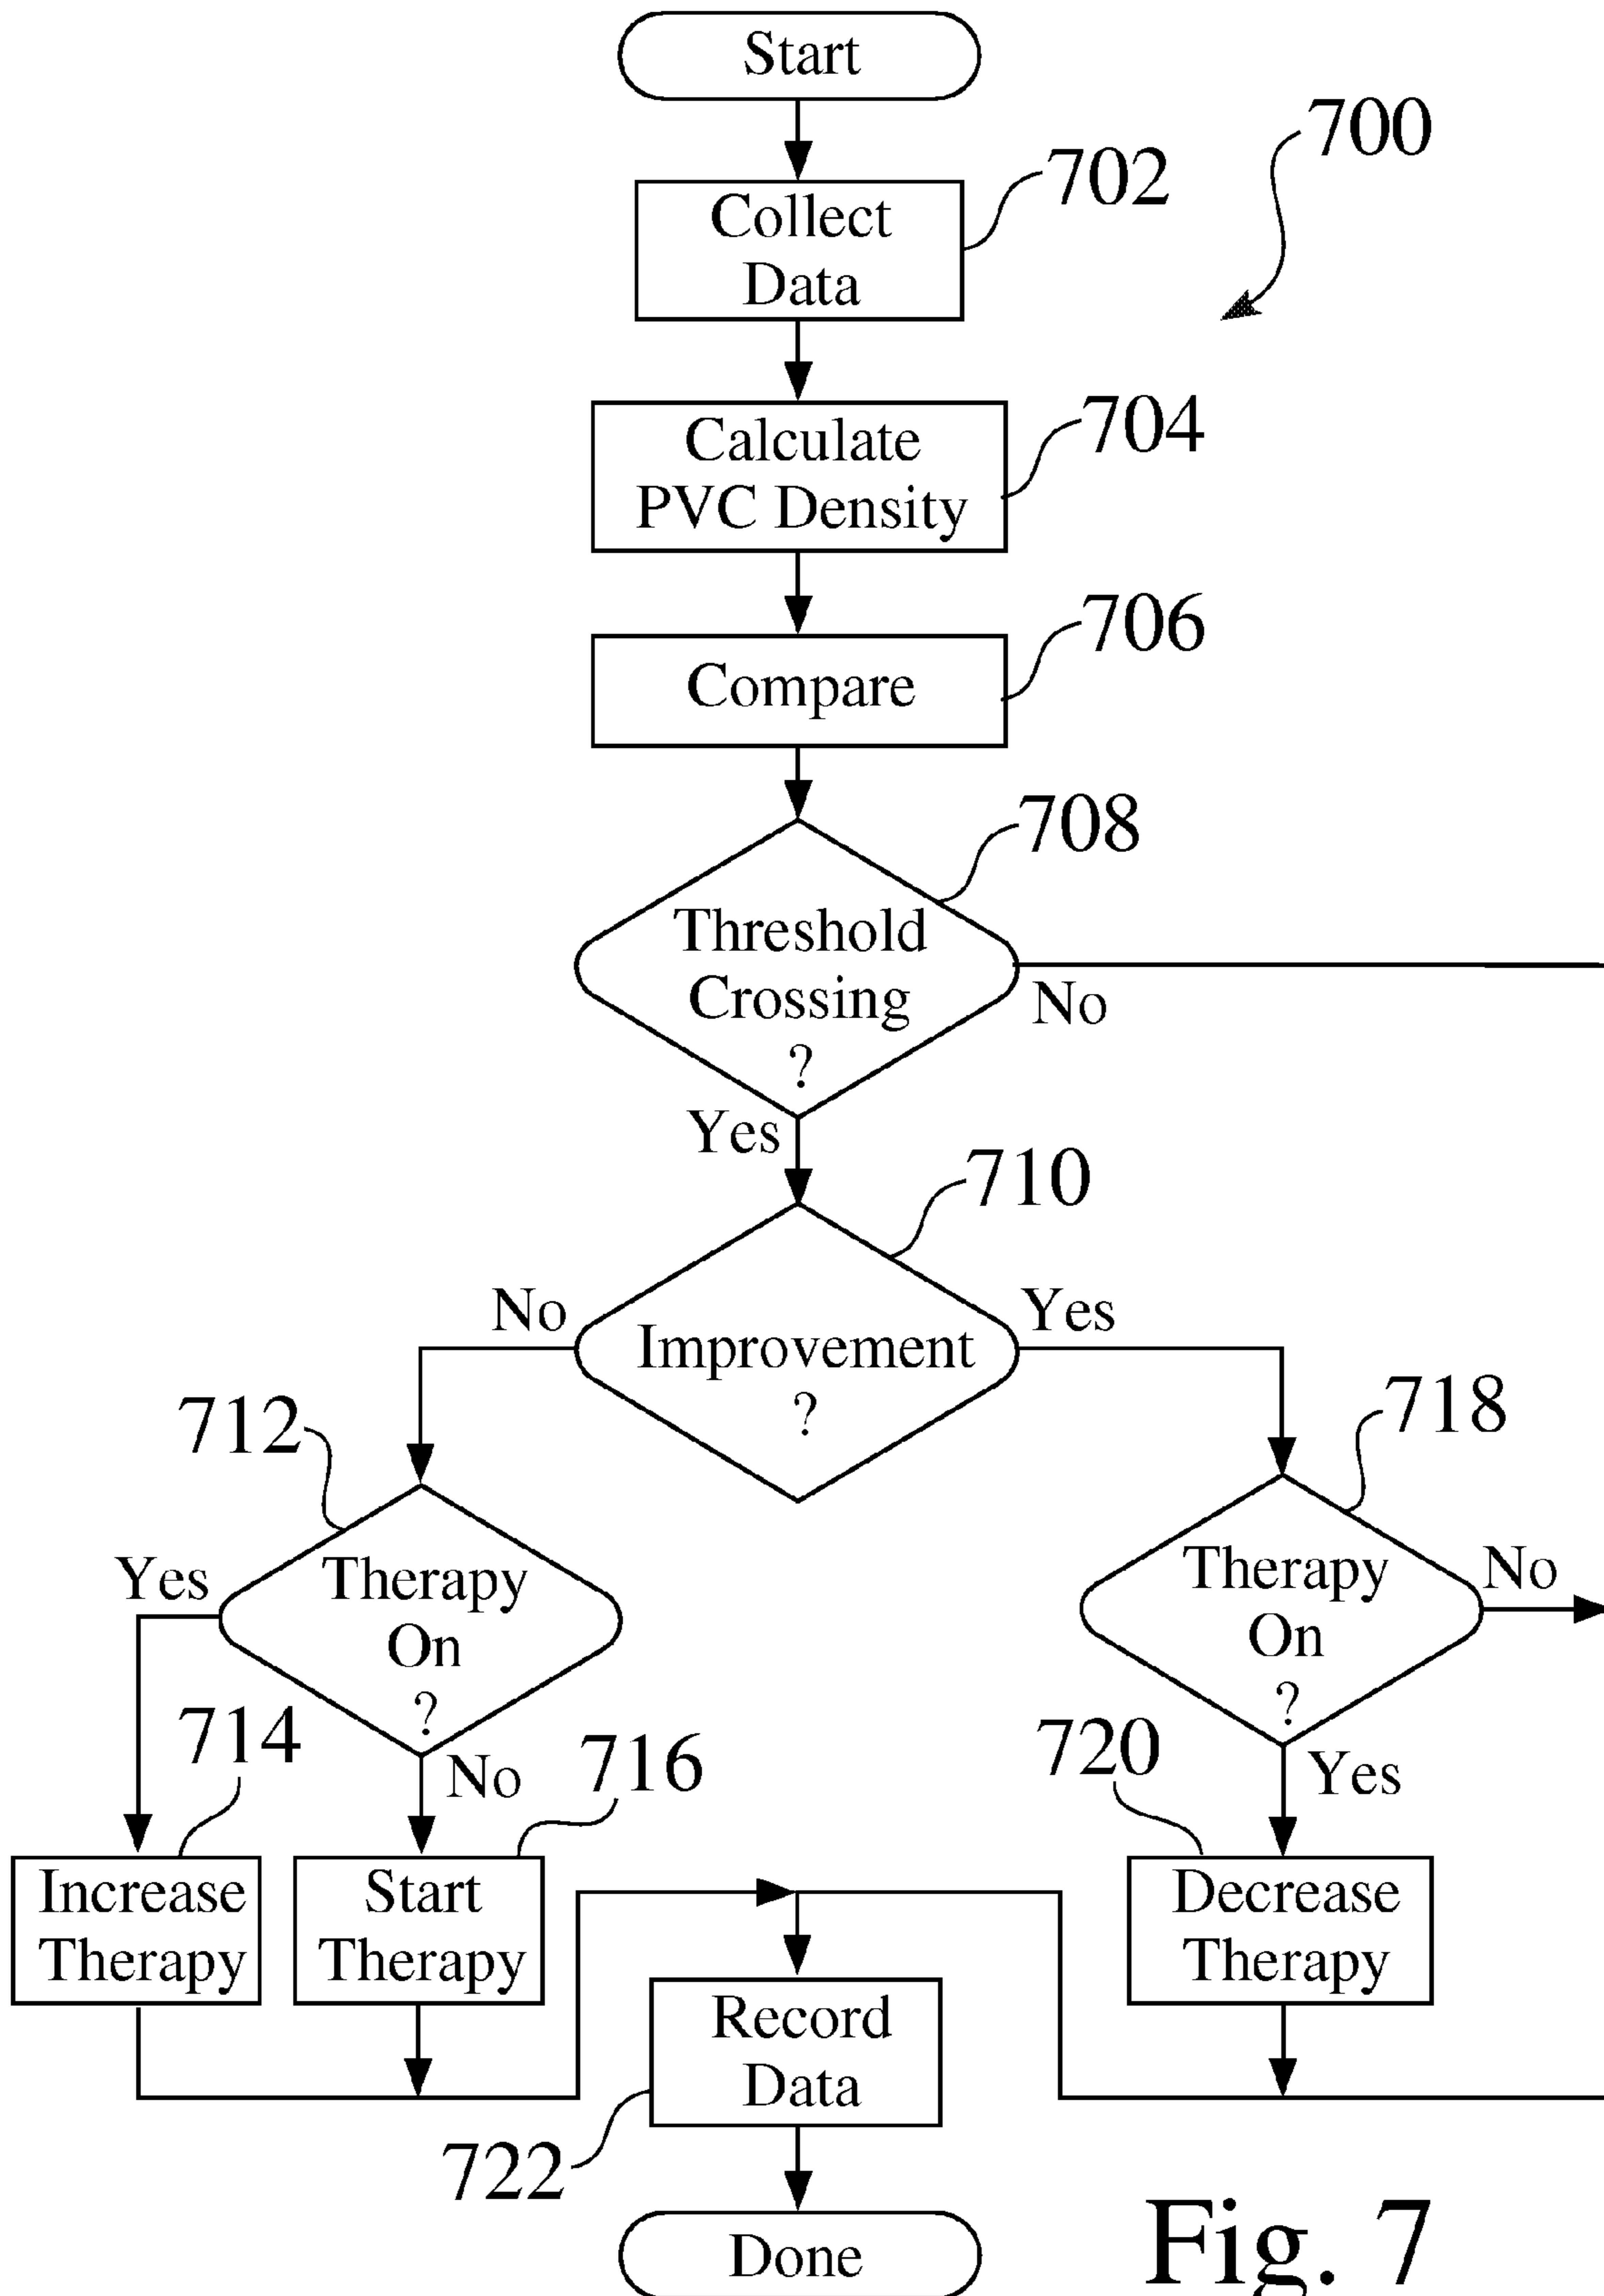 Start
700
702
Collect
Data
704
Calculate
PVC Density
706
Compare
708
Threshold
Crossing
?
No
Yes
710
No
Yes
Improvement
?
712
718
Yes
Therapy
On
?
Therapy
On
?
No
714
No
716
720
Yes
Increase
Therapy
Start
Therapy
Decrease
Therapy
Record
Data
722
Done
Fig. 7